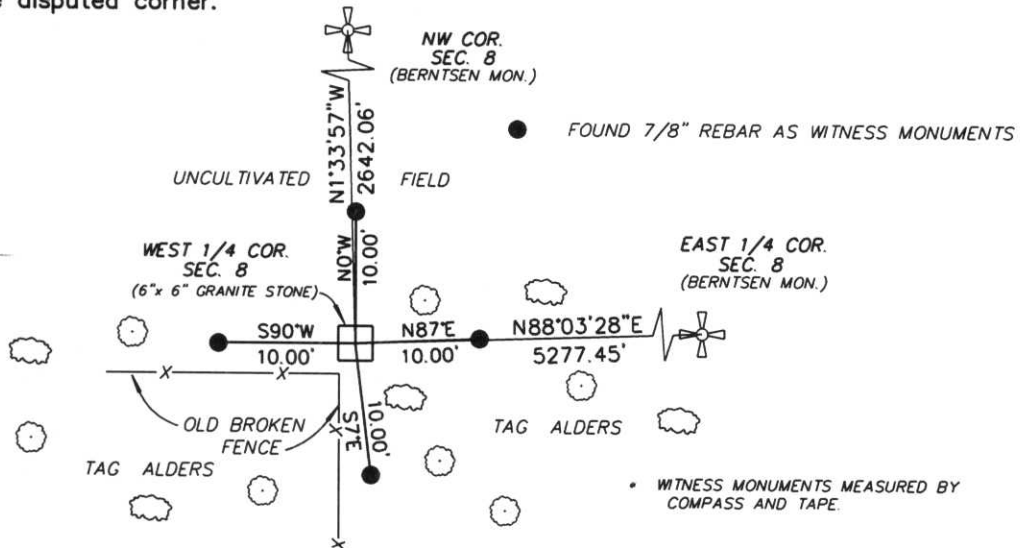 disputed corner.
NW COR.
SEC. 8
(BERNTSEN MON.)
FOUND 7/8" REBAR AS WITNESS MONUMENTS
N1°33'57"W
2642.06'
UNCULTIVATED FIELD
N0°W
10.00'
WEST 1/4 COR.
SEC. 8
(6"x 6" GRANITE STONE)
EAST 1/4 COR.
SEC. 8
(BERNTSEN MON.)
S90°W
10.00'
N87°E
10.00'
N88°03'28"E
5277.45'
X X
OLD BROKEN
FENCE
X
S7°E
10.00'
TAG ALDERS
TAG ALDERS
• WITNESS MONUMENTS MEASURED BY
COMPASS AND TAPE.
X